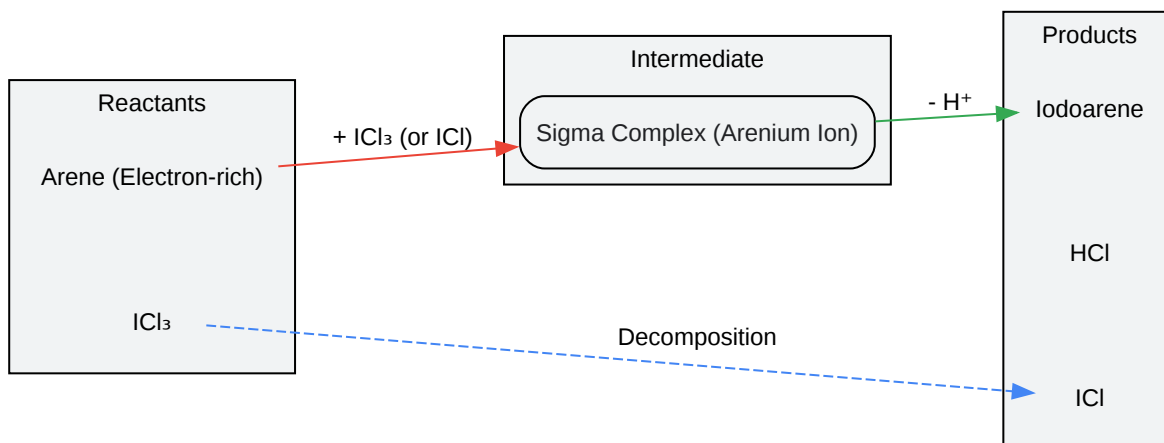 Reactants
Arene (Electron-rich)
ICl₃
+ ICl₃ (or ICl)
Intermediate
Sigma Complex (Arenium Ion)
- H⁺
Decomposition
Products
Iodoarene
HCl
ICl